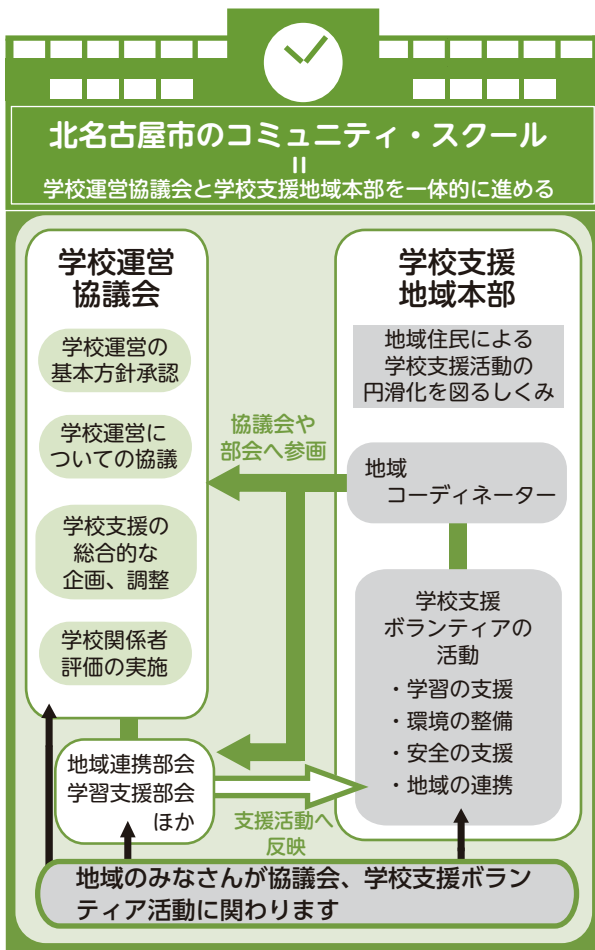 北名古屋市のコミュニティ・スクール
=
学校運営協議会と学校支援地域本部を一体的に進める
学校運営
協議会
学校運営の
基本方針承認
学校運営に
ついての協議
学校支援の
総合的な
企画、調整
学校関係者
評価の実施
地域連携部会
学習支援部会
ほか
協議会や
部会へ参画
支援活動へ
反映
学校支援
地域本部
地域住民による
学校支援活動の
円滑化を図るしくみ
地域
コーディネーター
学校支援
ボランティアの
活動
・学習の支援
・環境の整備
・安全の支援
・地域の連携
地域のみなさんが協議会、学校支援ボラン
ティア活動に関わります